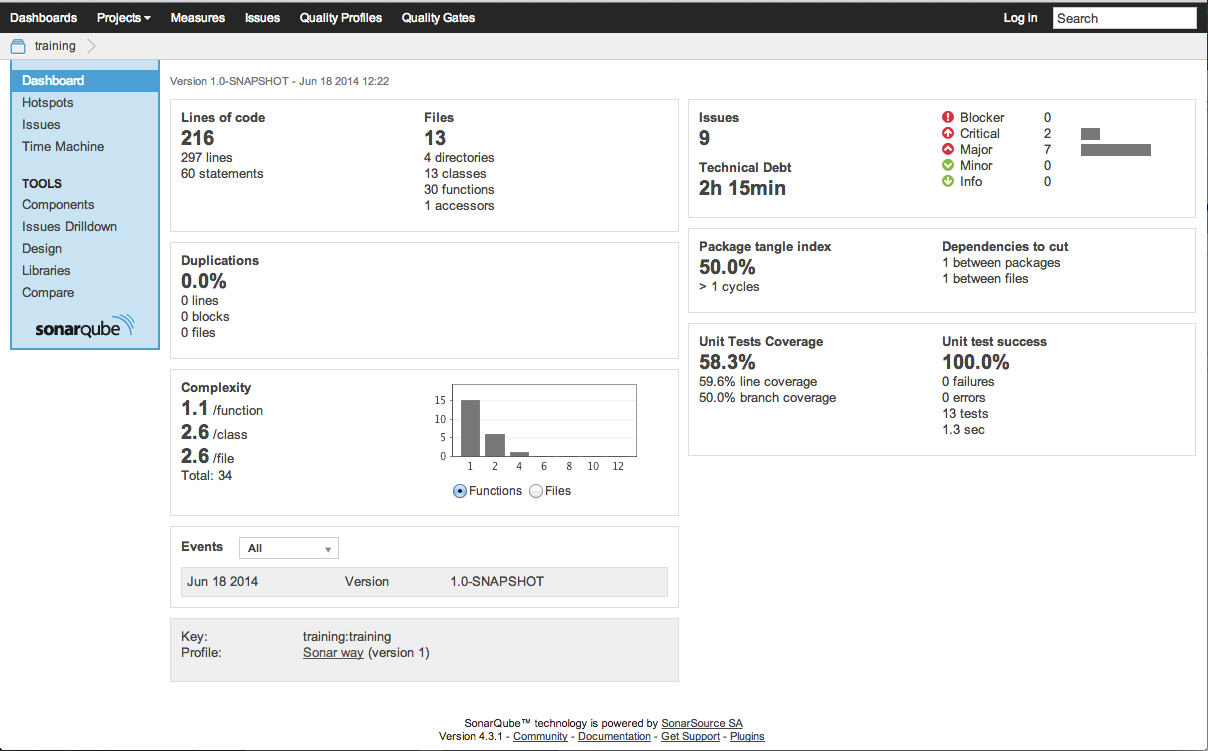 Dashboards Projects Measures Issues Quality Profiles Quality Gates Log in Search
training
Dashboard
Hotspots
Issues
Time Machine
TOOLS
Components
Issues Drilldown
Design
Libraries
Compare
sonarqube
Version 1.0-SNAPSHOT - Jun 18 2014 12:22
Lines of code
216
297 lines
60 statements
Files
13
4 directories
13 classes
30 functions
1 accessors
Duplications
0.0%
0 lines
0 blocks
0 files
Complexity
1.1 /function
2.6 /class
2.6 /file
Total: 34
15
10
5
0
1 2 4 6 8 10 12
Functions Files
Events All
Jun 18 2014 Version 1.0-SNAPSHOT
Key: training:training
Profile: Sonar way (version 1)
Issues
9
Technical Debt
2h 15min
Blocker 0
Critical 2
Major 7
Minor 0
Info 0
Package tangle index
50.0%
> 1 cycles
Dependencies to cut
1 between packages
1 between files
Unit Tests Coverage
58.3%
59.6% line coverage
50.0% branch coverage
Unit test success
100.0%
0 failures
0 errors
13 tests
1.3 sec
SonarQube™ technology is powered by SonarSource SA
Version 4.3.1 - Community - Documentation - Get Support - Plugins